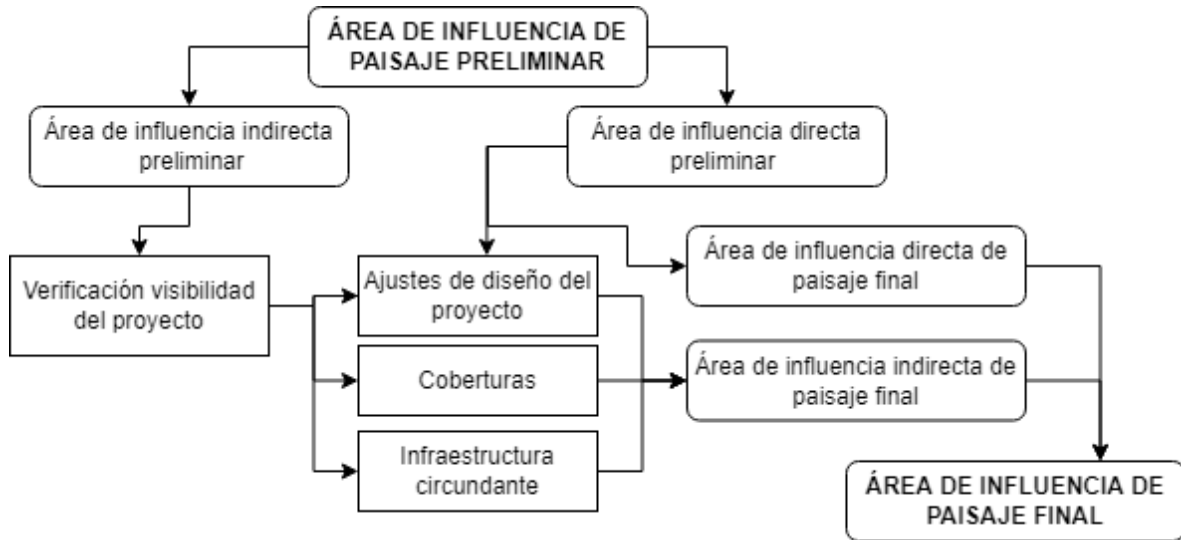 ÁREA DE INFLUENCIA DE
PAISAJE PRELIMINAR
Área de influencia indirecta
preliminar
Área de influencia directa
preliminar
Verificación visibilidad
del proyecto
Ajustes de diseño del
proyecto
Coberturas
Infraestructura
circundante
Área de influencia directa de
paisaje final
Área de influencia indirecta de
paisaje final
ÁREA DE INFLUENCIA DE
PAISAJE FINAL